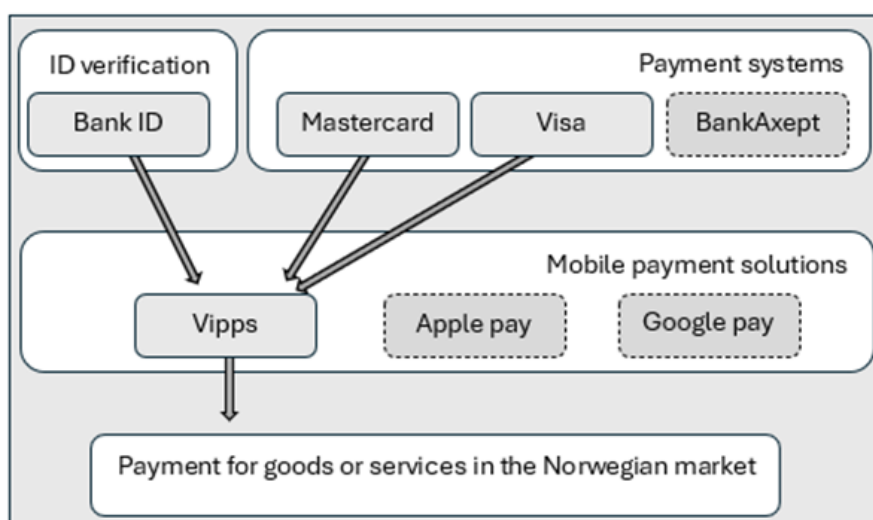 ID verification
Payment systems
Bank ID
Mastercard
Visa
BankAxept
Mobile payment solutions
Vipps
Apple pay
Google pay
Payment for goods or services in the Norwegian market